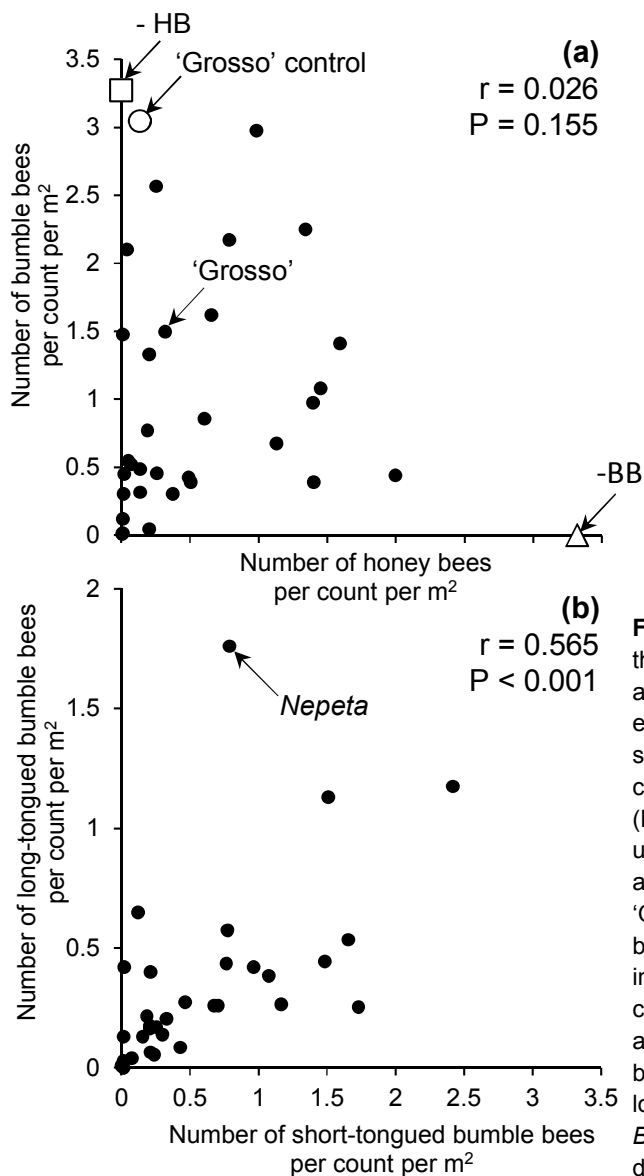 - HB
'Grosso' control
(a)
r = 0.026
P = 0.155
3.5
3
2.5
2
1.5
1
0.5
0
Number of bumble bees
per count per m²
'Grosso'
-BB
Number of honey bees
per count per m²
(b)
r = 0.565
P < 0.001
2
1.5
1
0.5
0
Number of long-tongued bumble bees
per count per m²
Nepeta
0 0.5 1 1.5 2 2.5 3 3.5
Number of short-tongued bumble bees
per count per m²
F
th
a
e
s
c
(
u
a
'
b
i
c
a
b
lo
B
d